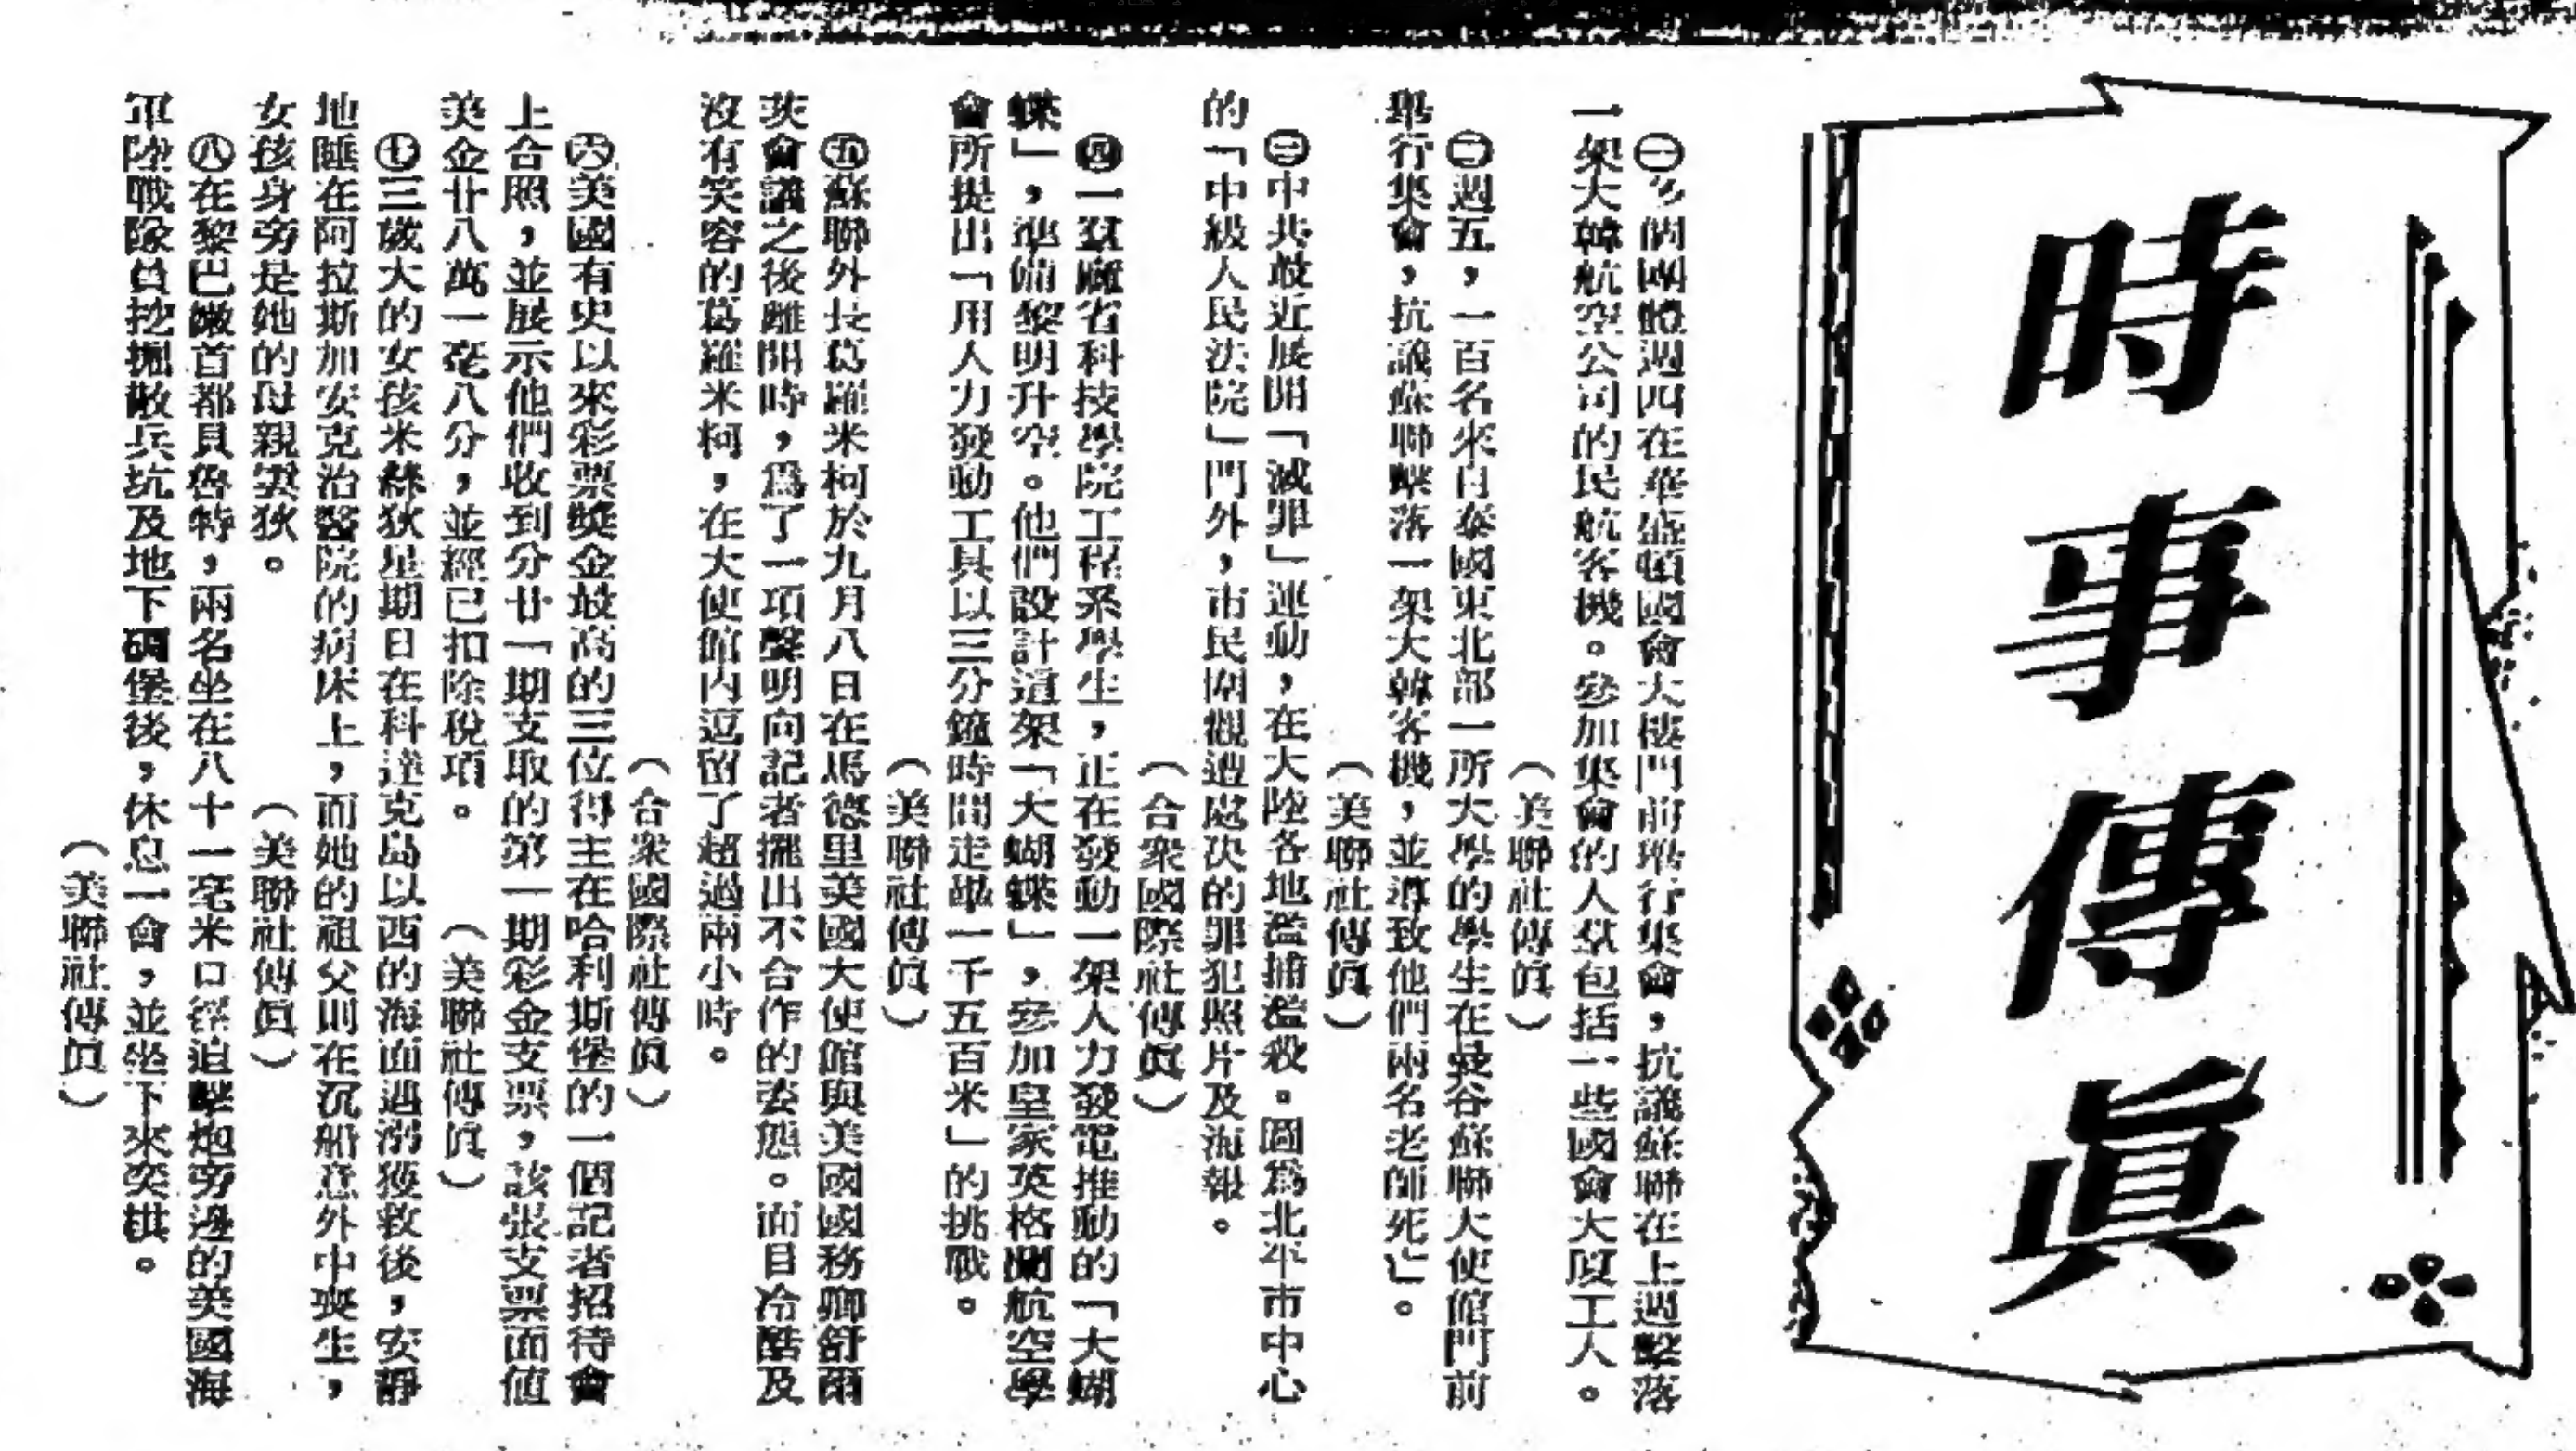 時事傳眞
㊀多個團體週四在華盛頓國會大樓門前舉行集會，抗議蘇聯在上週擊落
一架大韓航空公司的民航客機。參加集會的人羣包括一些國會大廈工人。
（美聯社傳眞）
㊁週五，一百名來自泰國東北部一所大學的學生在曼谷蘇聯大使館門前
舉行集會，抗議蘇聯擊落一架大韓客機，並導致他們兩名老師死亡。
（美聯社傳眞）
㊂中共最近展開「滅罪」運動，在大陸各地濫捕濫殺。圖爲北平市中心
的「中級人民法院」門外，市民圍觀遭處决的罪犯照片及海報。
（合衆國際社傳眞）
㊃一羣麻省科技學院工程系學生，正在發動一架人力發電推動的「大蝴
蝶」，準備黎明升空。他們設計這架「大蝴蝶」，參加皇家英格蘭航空學
會所提出「用人力發動工具以三分鐘時間走畢一千五百米」的挑戰。
（美聯社傳眞）
㊄蘇聯外長葛羅米柯於九月八日在馬德里美國大使館與美國國務卿舒爾
茨會議之後離開時，爲了一項聲明向記者擺出不合作的姿態。面目冷酷及
沒有笑容的葛羅米柯，在大使館內逗留了超過兩小時。
（合衆國際社傳眞）
㊅美國有史以來彩票獎金最高的三位得主在哈利斯堡的一個記者招待會
上合照，並展示他們收到分廿一期支取的第一期彩金支票，該張支票面值
美金廿八萬一毫八分，並經已扣除稅項。（美聯社傳眞）
㊆三歲大的女孩米絲狄星期日在科達克島以西的海面遇溺獲救後，安靜
地睡在阿拉斯加安克治醫院的病床上，而她的祖父則在沉船意外中喪生，
女孩身旁是她的母親雲狄。（美聯社傳眞）
㊇在黎巴嫩首都貝魯特，兩名坐在八十一毫米口徑迫擊炮旁邊的美國海
軍陸戰隊員挖掘散兵坑及地下碉堡後，休息一會，並坐下來奕棋。
（美聯社傳眞）